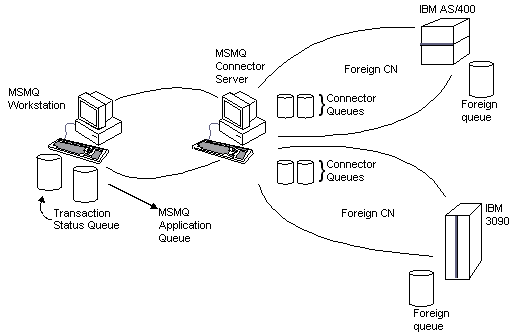 IBM AS/400
MSMQ
Connector
Server
MSMQ
Workstation
Foreign CN
Connector
Queues
Foreign
queue
Connector
Queues
Transaction
Status Queue
MSMQ
Application
Queue
Foreign CN
IBM
3090
Foreign
queue